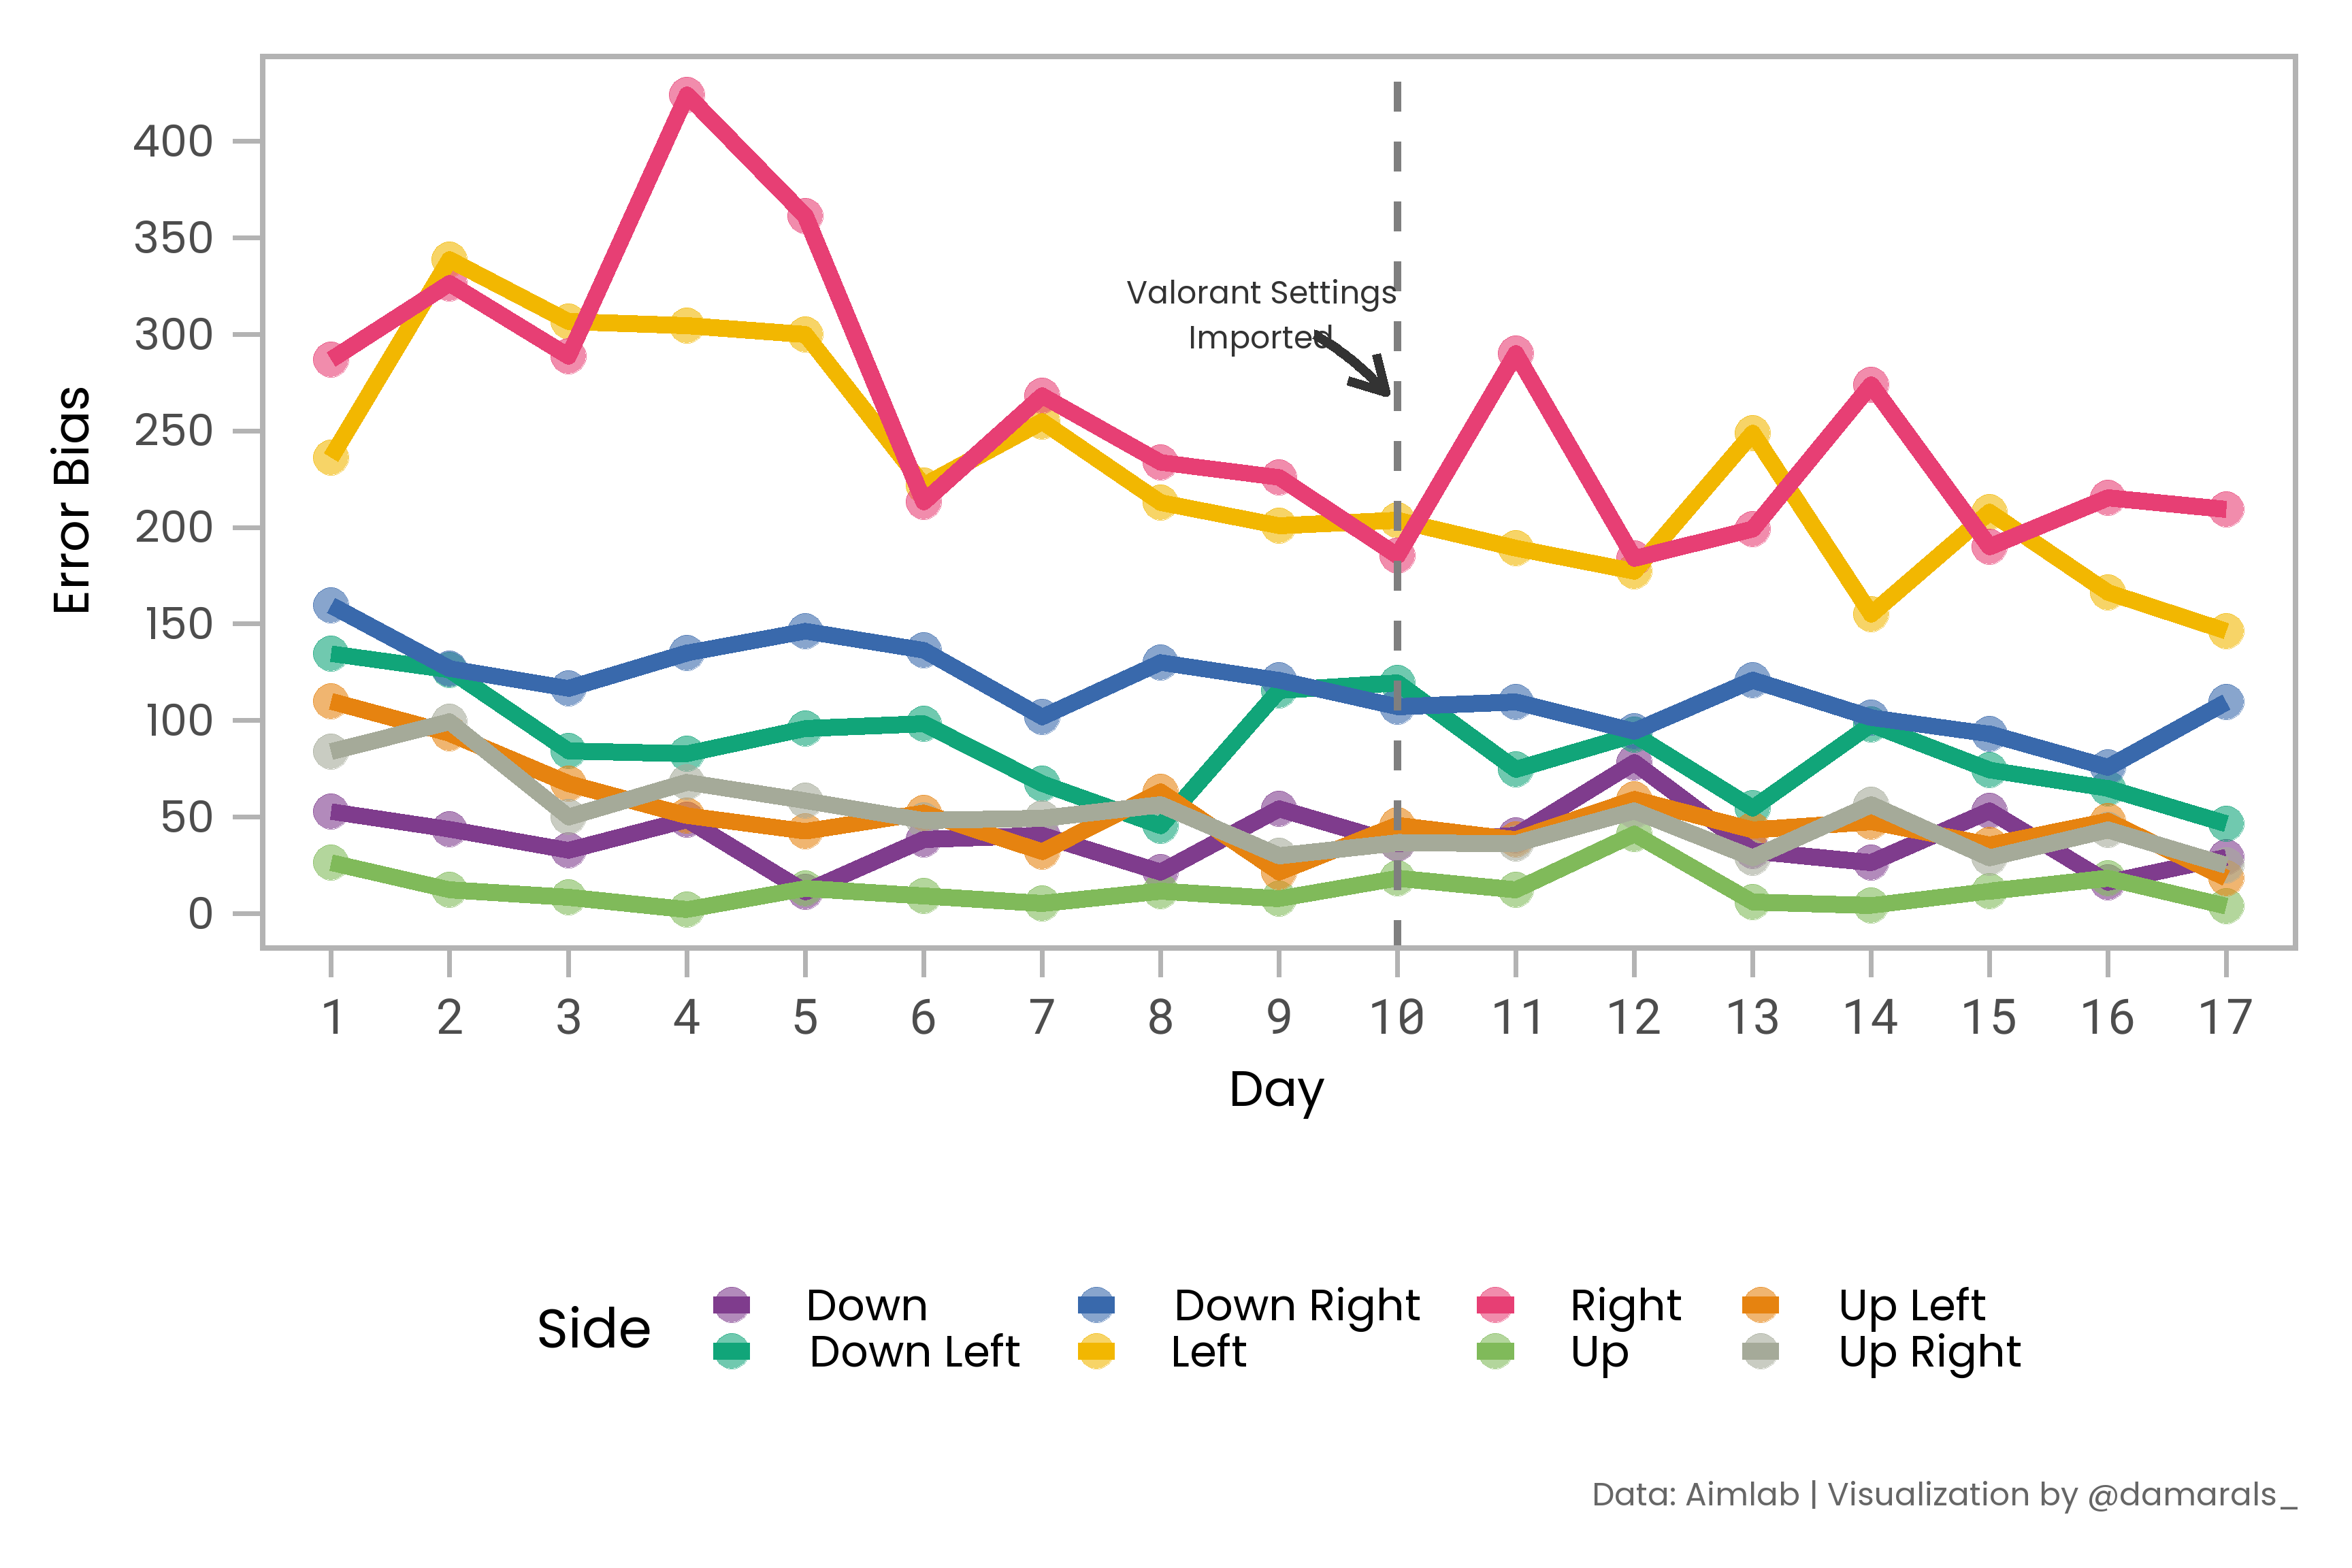 400
350
300
250
200
150
100
50
0
Error Bias
Valorant Settings
Imported
1 2 3 4 5 6 7 8 9 10 11 12 13 14 15 16 17
Day
Side
Down Down Right Right Up Left
Down Left Left Up Up Right
Data: Aimlab | Visualization by @damarals_